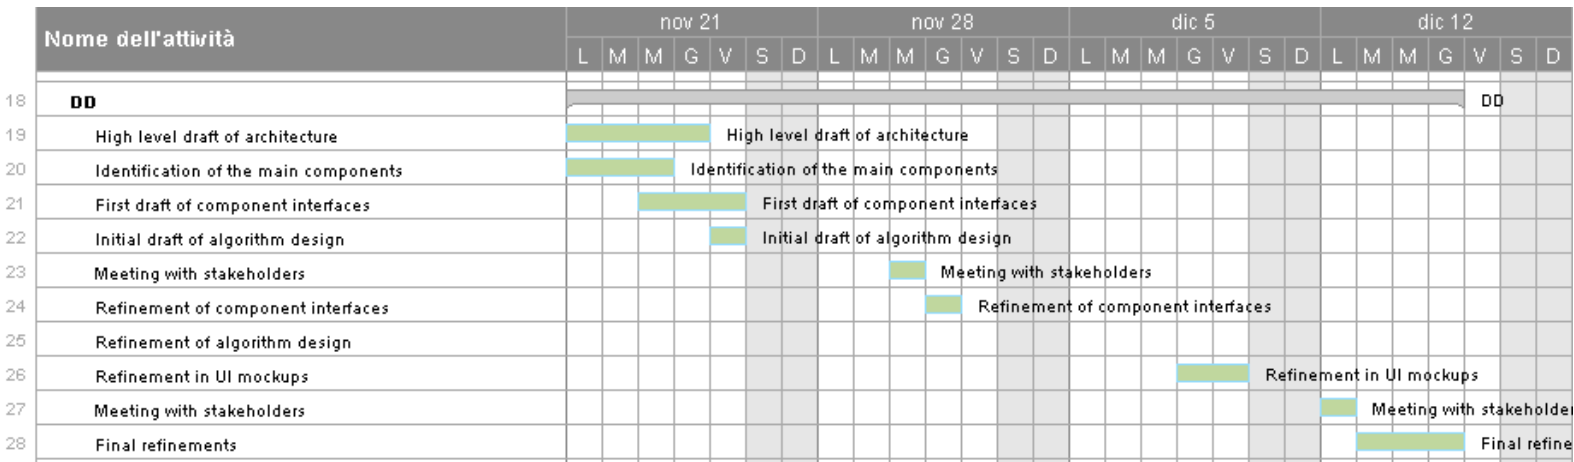 Nome dell'attività
nov 21 nov 28 dic 5 dic 12
L M M G V S D L M M G V S D L M M G V S D L M M G V S D
18 DD DD
19 High level draft of architecture High level draft of architecture
20 Identification of the main components Identification of the main components
21 First draft of component interfaces First draft of component interfaces
22 Initial draft of algorithm design Initial draft of algorithm design
23 Meeting with stakeholders Meeting with stakeholders
24 Refinement of component interfaces Refinement of component interfaces
25 Refinement of algorithm design
26 Refinement in UI mockups Refinement in UI mockups
27 Meeting with stakeholders Meeting with stakeholder
28 Final refinements Final refine